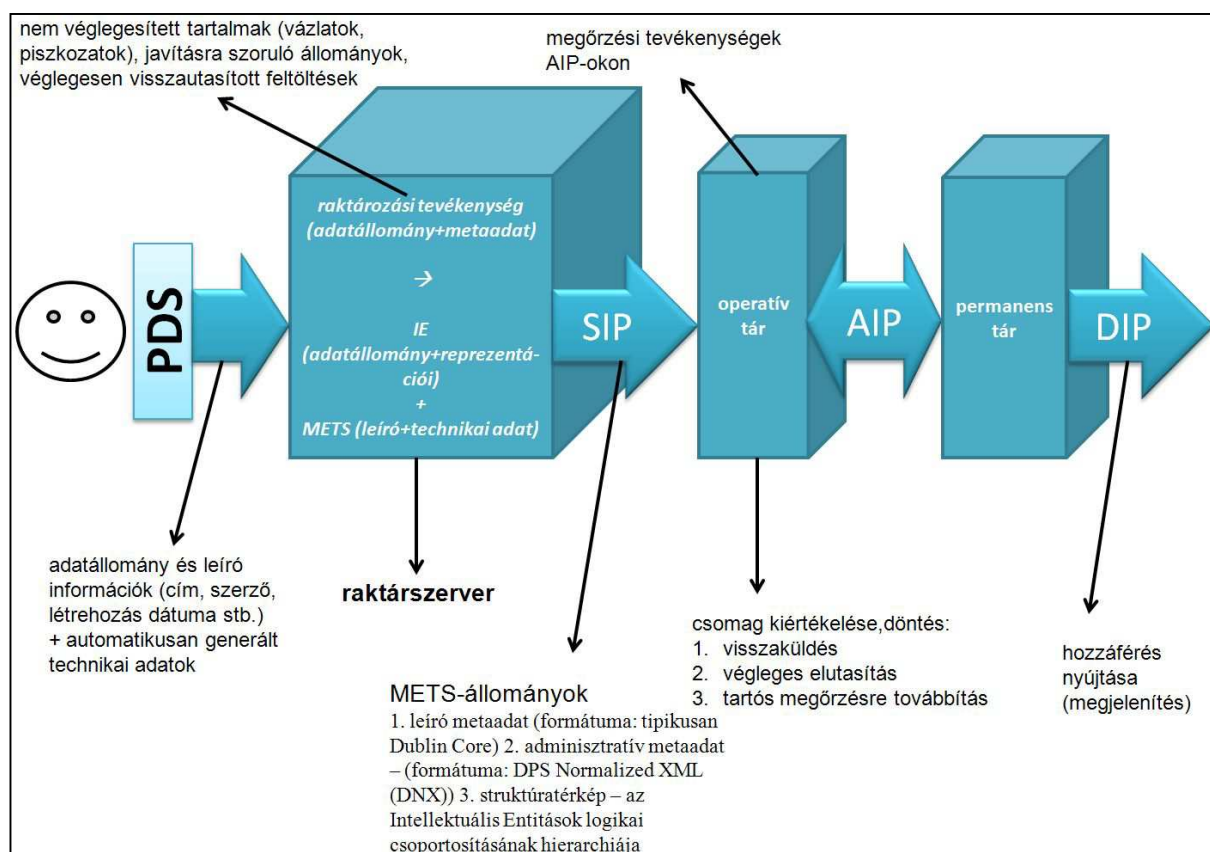 nem véglegesített tartalmak (vázlatok,
piszkozatok), javításra szoruló állományok,
véglegesen visszautasított feltöltések
megőrzési tevékenységek
AIP-okon
raktározási tevékenység
(adatállomány+metaadat)
→
IE
(adatállomány+reprezentá-
ciói)
+
METS (leíró+technikai adat)
PDS
SIP
operatív
tár
AIP
permanens
tár
DIP
adatállomány és leíró
információk (cím, szerző,
létrehozás dátuma stb.)
+ automatikusan generált
technikai adatok
raktárszerver
METS-állományok
1. leíró metaadat (formátuma: tipikusan
Dublin Core) 2. adminisztratív metaadat
– (formátuma: DPS Normalized XML
(DNX)) 3. struktúratérkép – az
Intellektuális Entitások logikai
csoportosításának hierarchiája
csomag kiértékelése,döntés:
1. visszaküldés
2. végleges elutasítás
3. tartós megőrzésre továbbítás
hozzáférés
nyújtása
(megjelenítés)